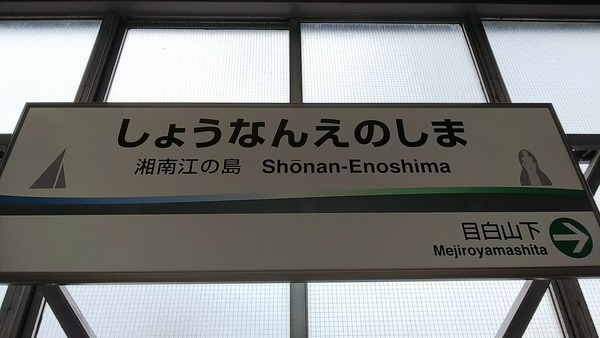 しょうなんえのしま
湘南江の島 Shōnan-Enoshima
目白山下
Mejiroyamashita